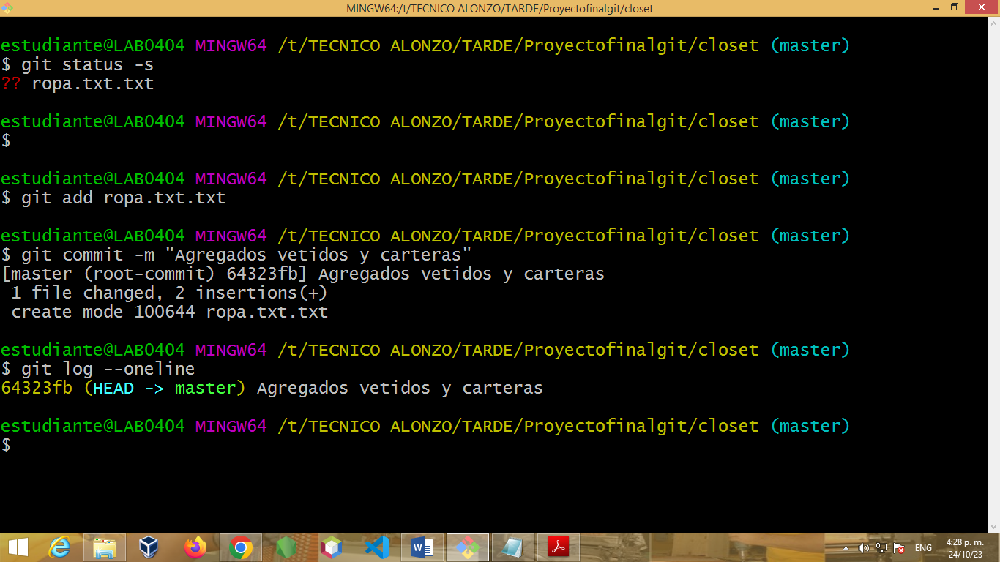 MINGW64:/t/TECNICO ALONZO/TARDE/Proyectofinalgit/closet
estudiante@LAB0404 MINGW64 /t/TECNICO ALONZO/TARDE/Proyectofinalgit/closet (master)
$ git status -s
?? ropa.txt.txt
estudiante@LAB0404 MINGW64 /t/TECNICO ALONZO/TARDE/Proyectofinalgit/closet (master)
$
estudiante@LAB0404 MINGW64 /t/TECNICO ALONZO/TARDE/Proyectofinalgit/closet (master)
$ git add ropa.txt.txt
estudiante@LAB0404 MINGW64 /t/TECNICO ALONZO/TARDE/Proyectofinalgit/closet (master)
$ git commit -m "Agregados vetidos y carteras"
[master (root-commit) 64323fb] Agregados vetidos y carteras
1 file changed, 2 insertions(+)
create mode 100644 ropa.txt.txt
estudiante@LAB0404 MINGW64 /t/TECNICO ALONZO/TARDE/Proyectofinalgit/closet (master)
$ git log --oneline
64323fb (HEAD -> master) Agregados vetidos y carteras
estudiante@LAB0404 MINGW64 /t/TECNICO ALONZO/TARDE/Proyectofinalgit/closet (master)
$
ENG
4:28 p. m.
24/10/23